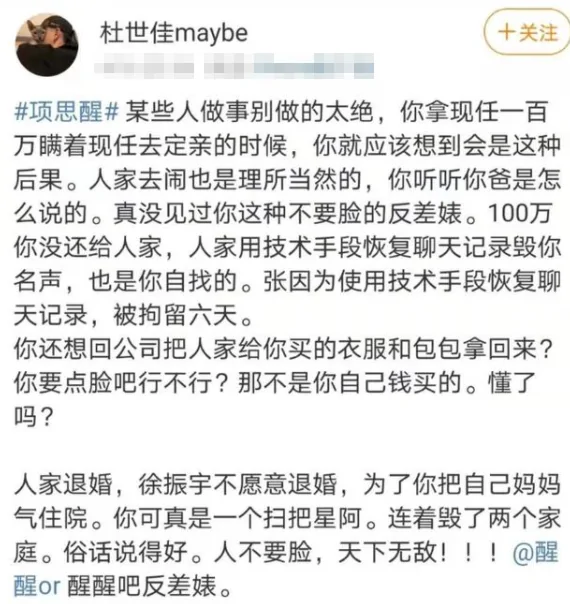 杜世佳maybe
+关注
#项思醒# 某些人做事别做的太绝，你拿现任一百
万瞒着现任去定亲的时候，你就应该想到会是这种
后果。人家去闹也是理所当然的，你听听你爸是怎
么说的。真没见过你这种不要脸的反差婊。100万
你没还给人家，人家用技术手段恢复聊天记录毁你
名声，也是你自找的。张因为使用技术手段恢复聊
天记录，被拘留六天。
你还想回公司把人家给你买的衣服和包包拿回来？
你要点脸吧行不行？那不是你自己钱买的。懂了
吗？
人家退婚，徐振宇不愿意退婚，为了你把自己妈妈
气住院。你可真是一个扫把星阿。连着毁了两个家
庭。俗话说得好。人不要脸，天下无敌！！！@醒
醒or 醒醒吧反差婊。